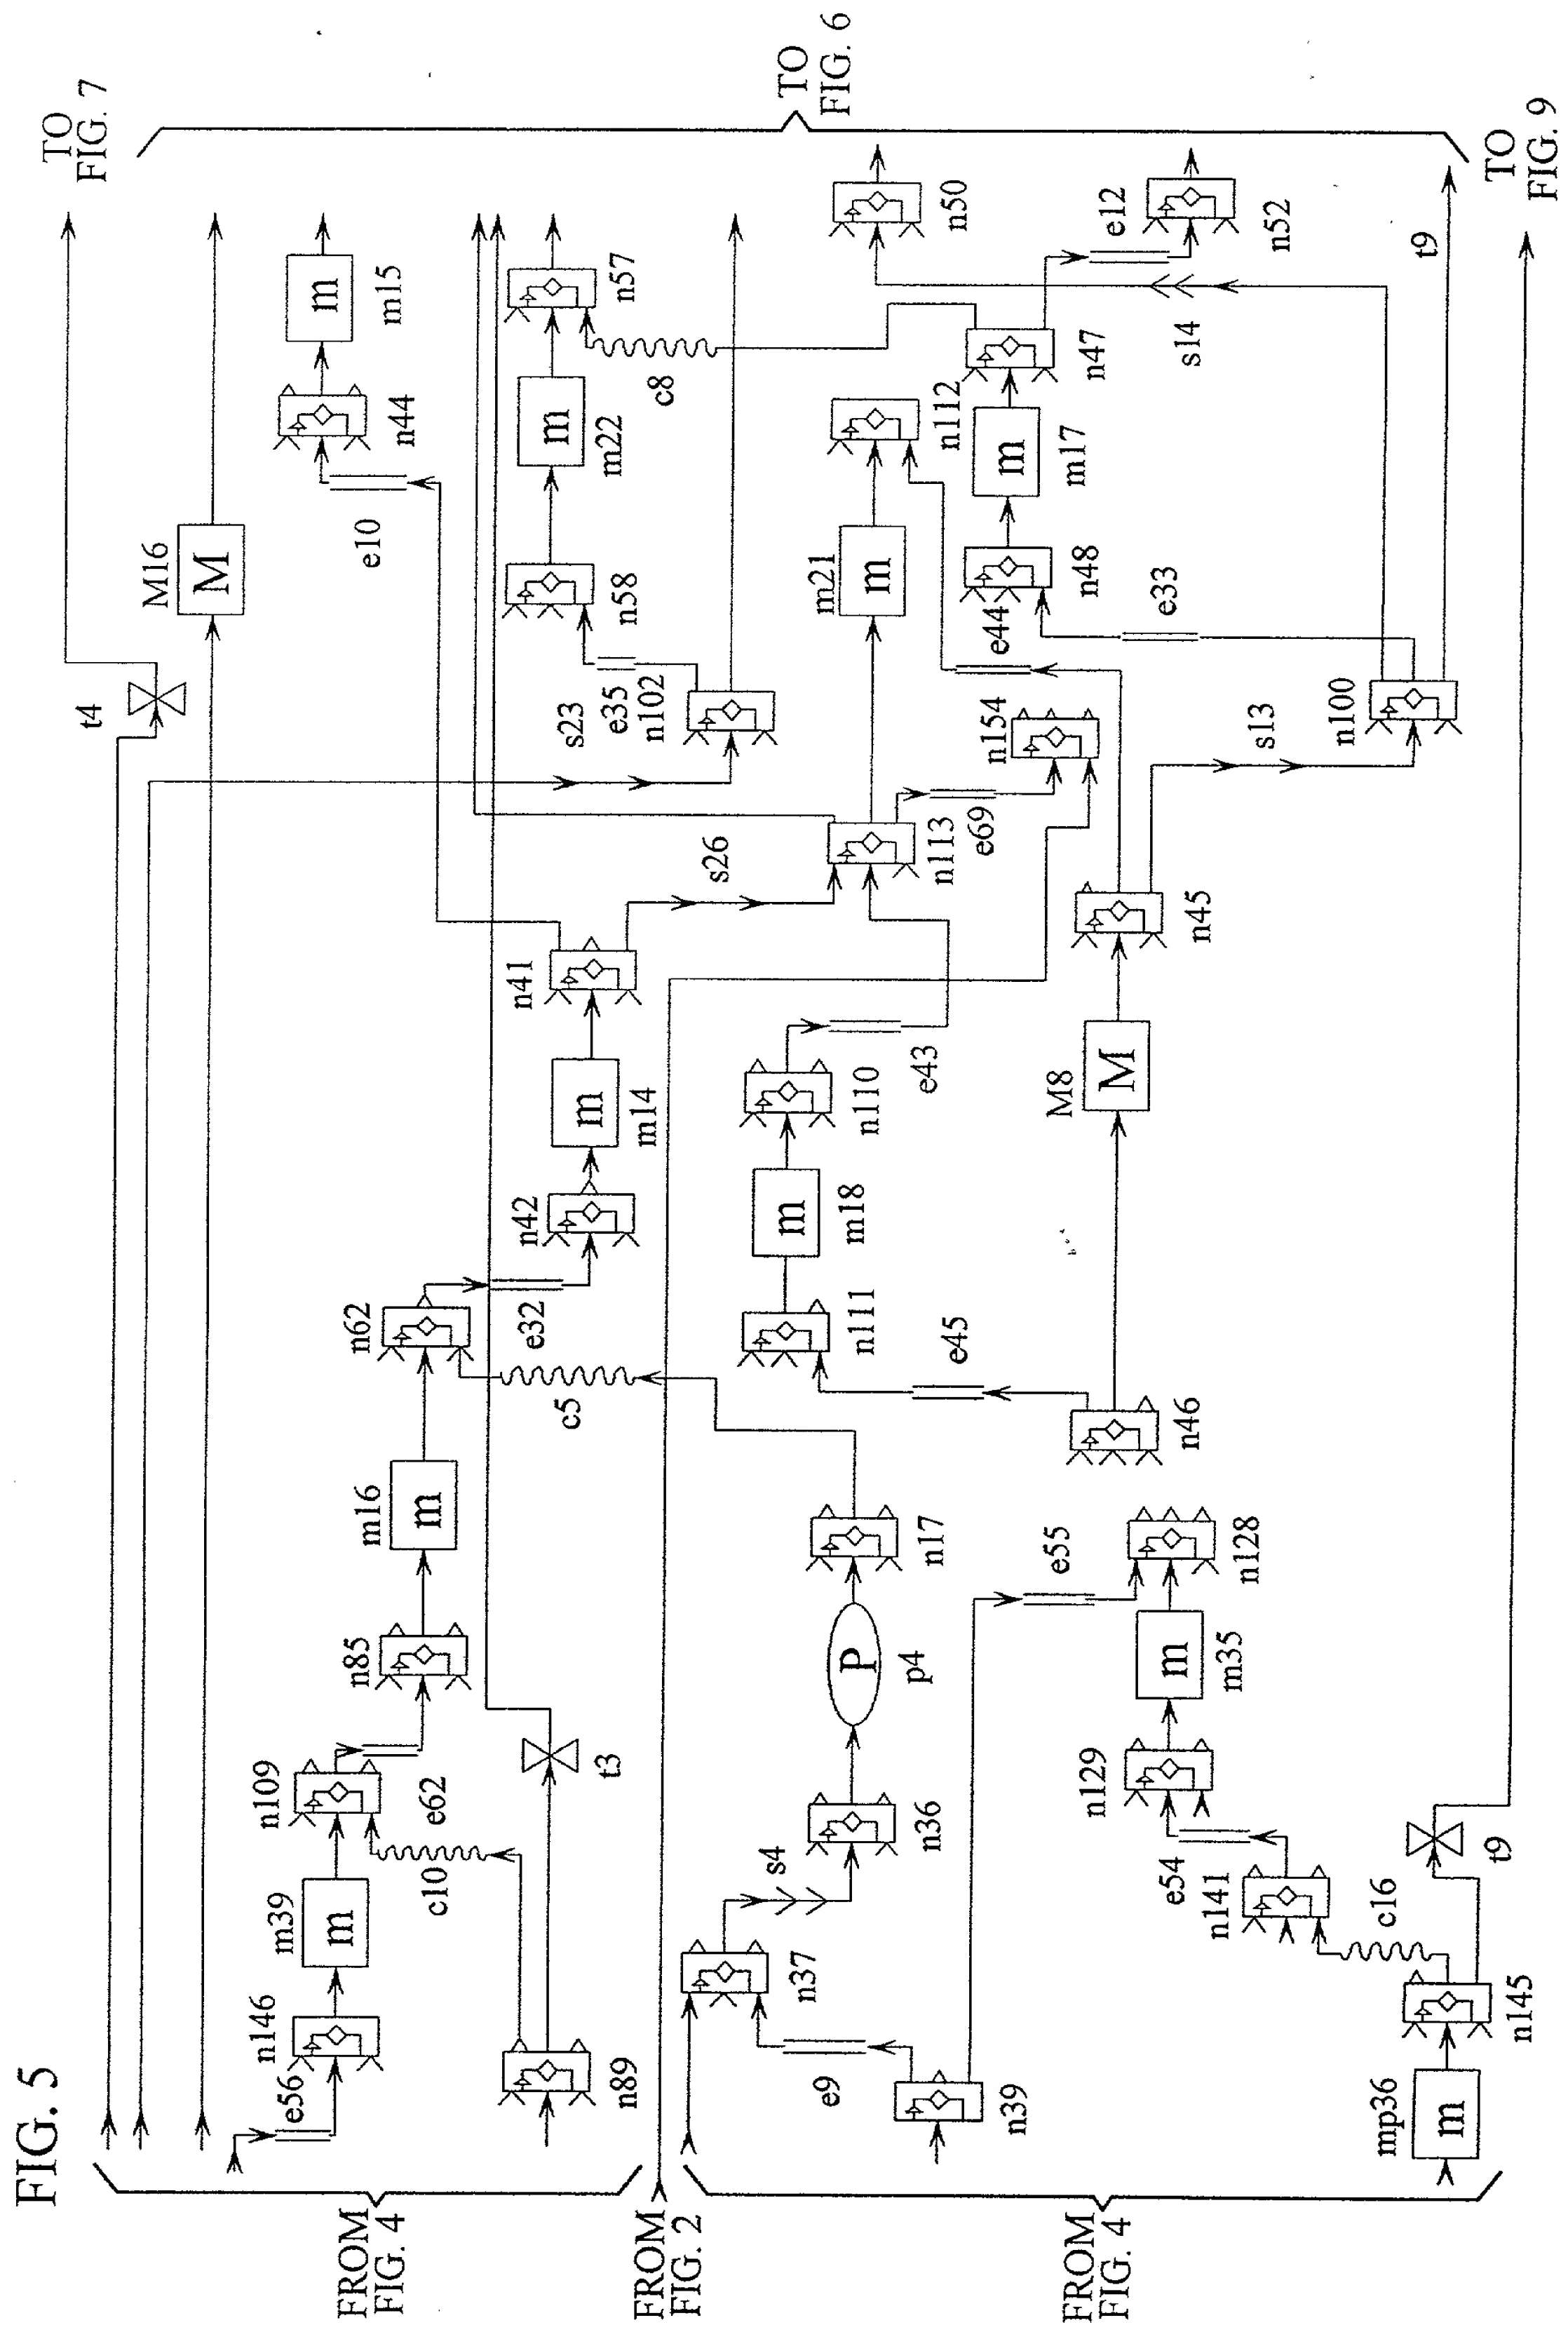 FIG. 5
TO
FIG. 7
t4
M16
M
e10
n44
m
m15
FROM
FIG. 4
e56
n146
m
m39
n109
c10
e62
n85
m
m16
n62
e32
c5
n42
m
m14
n41
s26
s23
e35
n102
n58
m
m22
n57
c8
n89
t3
FROM
FIG. 2
TO
FIG. 6
n37
e9
n39
s4
n36
P
p4
n17
n111
m
m18
n110
e43
e45
n46
M8
M
n45
n113
e69
n154
m21
m
n112
e44
n48
m
m17
n47
e33
n50
e12
n52
s14
s13
n100
t9
e55
n128
m
m35
n129
e54
n141
c16
n145
mp36
m
t9
FROM
FIG. 4
TO
FIG. 9